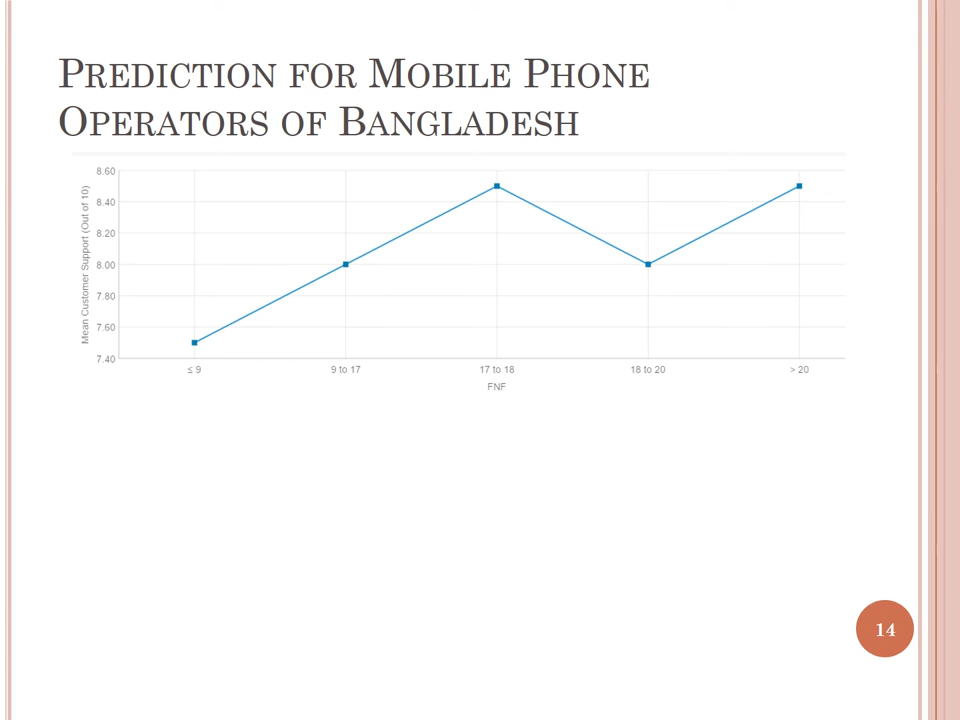 PREDICTION FOR MOBILE PHONE
OPERATORS OF BANGLADESH
Mean Customer Support (Out of 10)
8.60
8.40
8.20
8.00
7.80
7.60
7.40
≤ 9
9 to 17
17 to 18
18 to 20
> 20
FNF
14